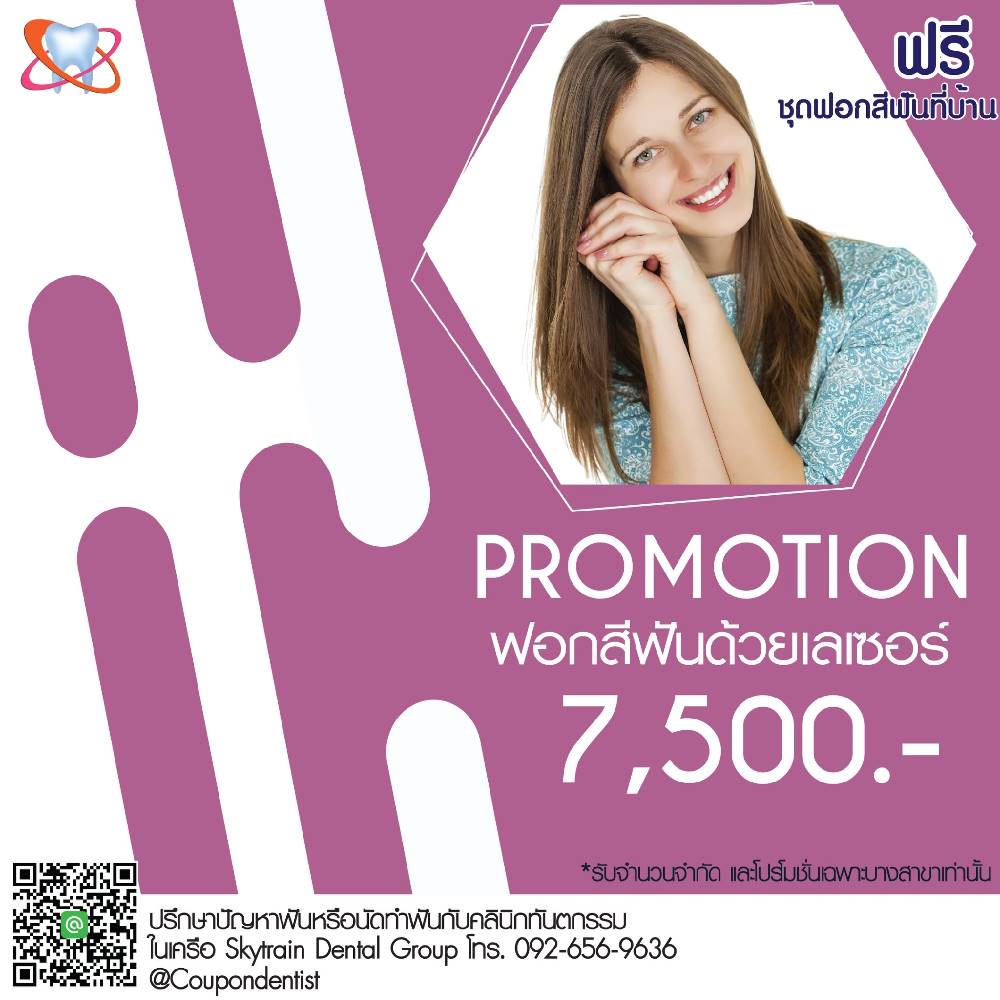 ฟรี
ชุดฟอกสีฟันที่บ้าน
PROMOTION
ฟอกสีฟันด้วยเลเซอร์
7,500.-
*รับจำนวนจำกัด และโปรโมชั่นเฉพาะบางสาขาเท่านั้น
ปรึกษาปัญหาฟันหรือนัดทำฟันกับคลินิกทันตกรรม
ในเครือ Skytrain Dental Group โทร. 092-656-9636
@Coupondentist